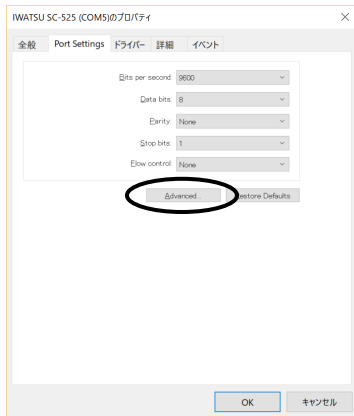 IWATSU SC-525 (COM5)のプロパティ
全般 Port Settings ドライバー 詳細 イベント
Bits per second: 9600
Data bits: 8
Parity: None
Stop bits: 1
Flow control: None
Advanced... Restore Defaults
OK キャンセル